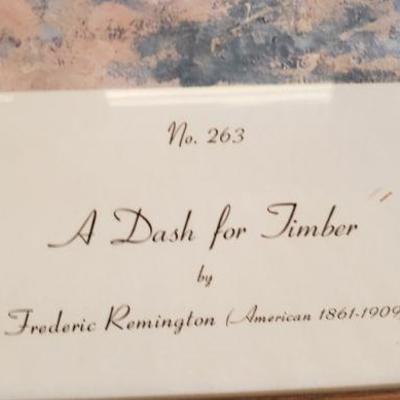 No. 263
A Dash for Timber
by
Frederic Remington (American 1861-1909)